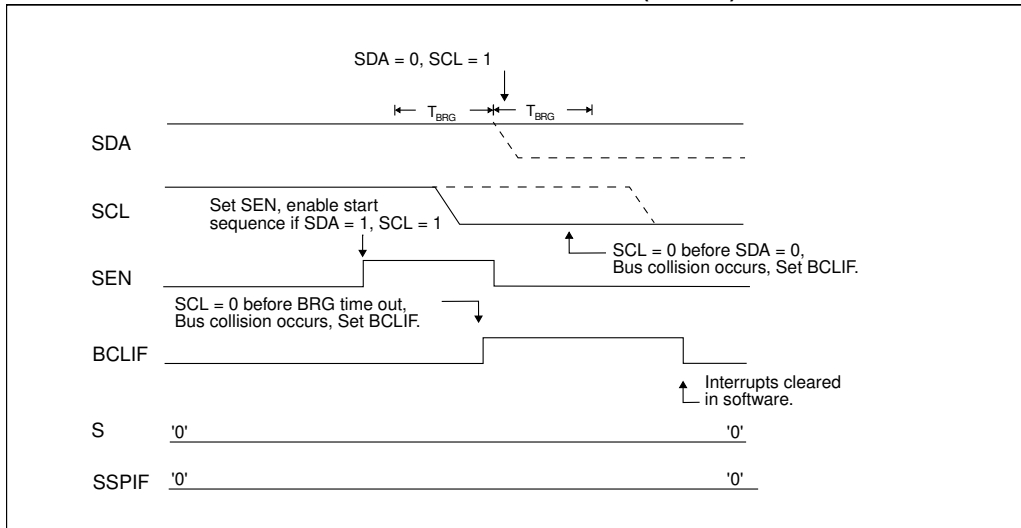 SDA = 0, SCL = 1
TBRG TBRG
SDA
SCL
Set SEN, enable start
sequence if SDA = 1, SCL = 1
SCL = 0 before SDA = 0,
Bus collision occurs, Set BCLIF.
SEN
SCL = 0 before BRG time out,
Bus collision occurs, Set BCLIF.
BCLIF
Interrupts cleared
in software.
S '0' '0'
SSPIF '0' '0'